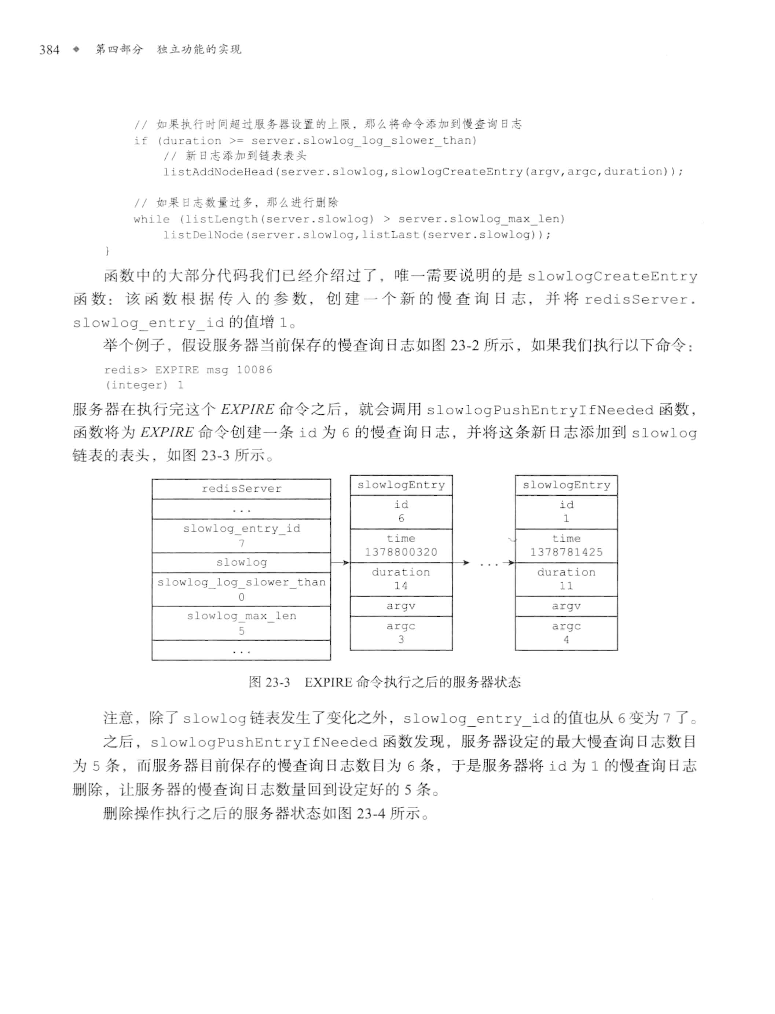 384 ◆ 第四部分 独立功能的实现
// 如果执行时间超过服务器设置的上限，那么将命令添加到慢查询日志
if (duration >= server.slowlog_log_slower_than)
// 新日志添加到链表表头
listAddNodeHead(server.slowlog,slowlogCreateEntry(argv,argc,duration));
// 如果日志数量过多，那么进行删除
while (listLength(server.slowlog) > server.slowlog_max_len)
listDelNode(server.slowlog,listLast(server.slowlog));
}
函数中的大部分代码我们已经介绍过了，唯一需要说明的是 slowlogCreateEntry
函数：该函数根据传入的参数，创建一个新的慢查询日志，并将 redisServer.
slowlog_entry_id 的值增 1。
举个例子，假设服务器当前保存的慢查询日志如图 23-2 所示，如果我们执行以下命令：
redis> EXPIRE msg 10086
(integer) 1
服务器在执行完这个 EXPIRE 命令之后，就会调用 slowlogPushEntryIfNeeded 函数，
函数将为 EXPIRE 命令创建一条 id 为 6 的慢查询日志，并将这条新日志添加到 slowlog
链表的表头，如图 23-3 所示。
redisServer
...
slowlog_entry_id
7
slowlog
slowlog_log_slower_than
0
slowlog_max_len
5
...
slowlogEntry
id
6
time
1378800320
duration
14
argv
argc
3
...
slowlogEntry
id
1
time
1378781425
duration
11
argv
argc
4
图 23-3 EXPIRE 命令执行之后的服务器状态
注意，除了 slowlog 链表发生了变化之外，slowlog_entry_id 的值也从 6 变为 7 了。
之后，slowlogPushEntryIfNeeded 函数发现，服务器设定的最大慢查询日志数目
为 5 条，而服务器目前保存的慢查询日志数目为 6 条，于是服务器将 id 为 1 的慢查询日志
删除，让服务器的慢查询日志数量回到设定好的 5 条。
删除操作执行之后的服务器状态如图 23-4 所示。